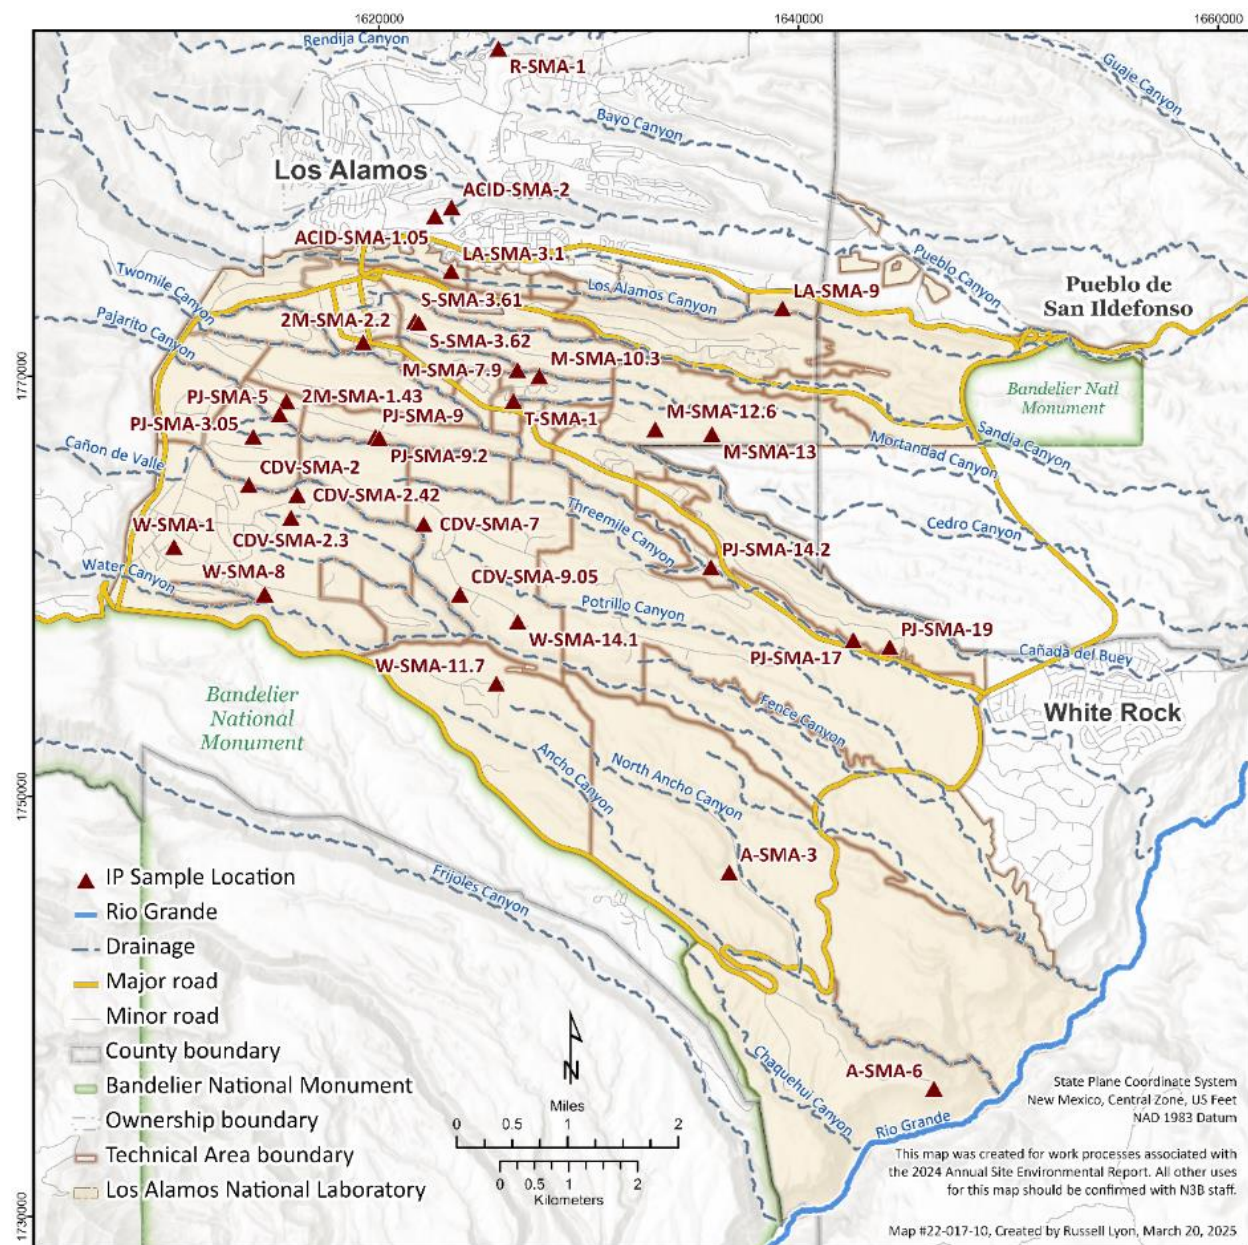 1620000
1640000
1660000
Rendija Canyon
R-SMA-1
Guaje Canyon
Bayo Canyon
Los Alamos
ACID-SMA-2
ACID-SMA-1.05
LA-SMA-3.1
Pueblo Canyon
Twomile Canyon
Los Alamos Canyon
LA-SMA-9
Pueblo de
San Ildefonso
Pajarito Canyon
S-SMA-3.61
2M-SMA-2.2
S-SMA-3.62
M-SMA-10.3
M-SMA-7.9
1770000
Bandelier Natl
Monument
PJ-SMA-5
2M-SMA-1.43
PJ-SMA-9
T-SMA-1
M-SMA-12.6
PJ-SMA-3.05
Sandia Canyon
Mortandad Canyon
M-SMA-13
Cañon de Valle
PJ-SMA-9.2
CDV-SMA-2
CDV-SMA-2.42
W-SMA-1
CDV-SMA-7
Threemile Canyon
Cedro Canyon
CDV-SMA-2.3
PJ-SMA-14.2
Water Canyon
W-SMA-8
CDV-SMA-9.05
Potrillo Canyon
W-SMA-14.1
PJ-SMA-19
PJ-SMA-17
Cañada del Buey
W-SMA-11.7
Bandelier
National
Monument
Fence Canyon
White Rock
Ancho Canyon
North Ancho Canyon
1750000
A-SMA-3
Frijoles Canyon
IP Sample Location
Rio Grande
Drainage
Major road
Minor road
County boundary
Bandelier National Monument
Ownership boundary
Technical Area boundary
Los Alamos National Laboratory
N
Miles
0 0.5 0 1 2
0 0.5 1 2
Kilometers
Chaquehui Canyon
A-SMA-6
Rio Grande
State Plane Coordinate System
New Mexico, Central Zone, US Feet
NAD 1983 Datum
This map was created for work processes associated with
the 2024 Annual Site Environmental Report. All other uses
for this map should be confirmed with N3B staff.
1730000
Map #22-017-10, Created by Russell Lyon, March 20, 2025